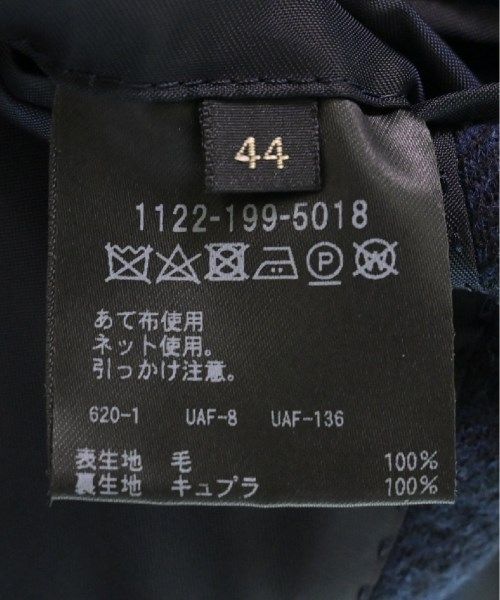 44
1122-199-5018
あて布使用
ネット使用。
引っかけ注意。
620-1 UAF-8 UAF-136
表生地 毛 100%
裏生地 キュプラ 100%